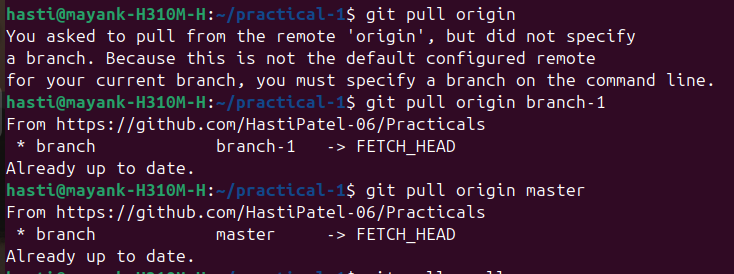 hasti@mayank-H310M-H:~/practical-1$ git pull origin
You asked to pull from the remote 'origin', but did not specify
a branch. Because this is not the default configured remote
for your current branch, you must specify a branch on the command line.
hasti@mayank-H310M-H:~/practical-1$ git pull origin branch-1
From https://github.com/HastiPatel-06/Practicals
 * branch            branch-1   -> FETCH_HEAD
Already up to date.
hasti@mayank-H310M-H:~/practical-1$ git pull origin master
From https://github.com/HastiPatel-06/Practicals
 * branch            master     -> FETCH_HEAD
Already up to date.